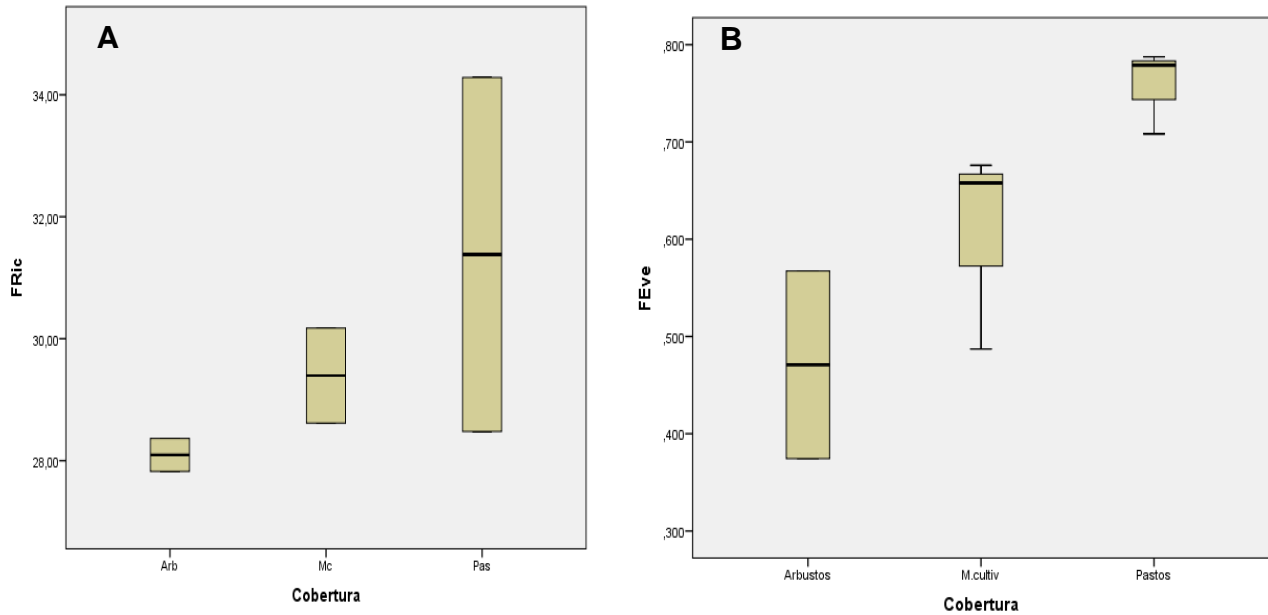 A
34,00
32,00
30,00
28,00
FRic
Arb Mc Pas
Cobertura
B
,800
,700
,600
,500
,400
,300
FEve
Arbustos M.cultiv Pastos
Cobertura